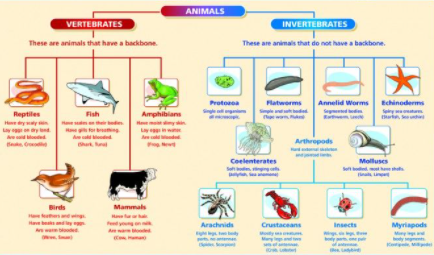 ANIMALS
VERTEBRATES
These are animals that have a backbone.
Reptiles
Have dry scaly skin.
Lay eggs on dry land.
Are cold blooded.
(Snake, Crocodile)
Fish
Have scales on their bodies.
Have gills for breathing.
Are cold blooded.
(Shark, Tuna)
Amphibians
Have moist slimy skin.
Lay eggs in water.
Are cold blooded.
(Frog, Newt)
Birds
Have feathers and wings.
Have beaks and lay eggs.
Are warm blooded.
(Wren, Swan)
Mammals
Have fur or hair.
Feed young on milk.
Are warm blooded.
(Cow, Human)
INVERTEBRATES
These are animals that do not have a backbone.
Protozoa
Single cell organisms
all microscopic.
Flatworms
Simple and soft bodied.
(Tape worm, Flukes)
Annelid Worms
Segmented bodies.
(Earthworm, Leech)
Echinoderms
Spiny sea creatures.
(Starfish, Sea urchin)
Coelenterates
Soft bodies, stinging cells.
(Jellyfish, Sea anemone)
Arthropods
Hard external skeleton
and jointed limbs.
Molluscs
Soft bodied, most have shells.
(Snails, Limpet)
Arachnids
Eight legs, two body
parts, no antennae.
(Spider, Scorpion)
Crustaceans
Mostly sea creatures.
Many legs and two
sets of antennae.
(Crab, Lobster)
Insects
Wings, six legs, three
body parts, one pair
of antennae.
(Bee, Ladybird)
Myriapods
Many legs and
body segments.
(Centipede, Millipede)